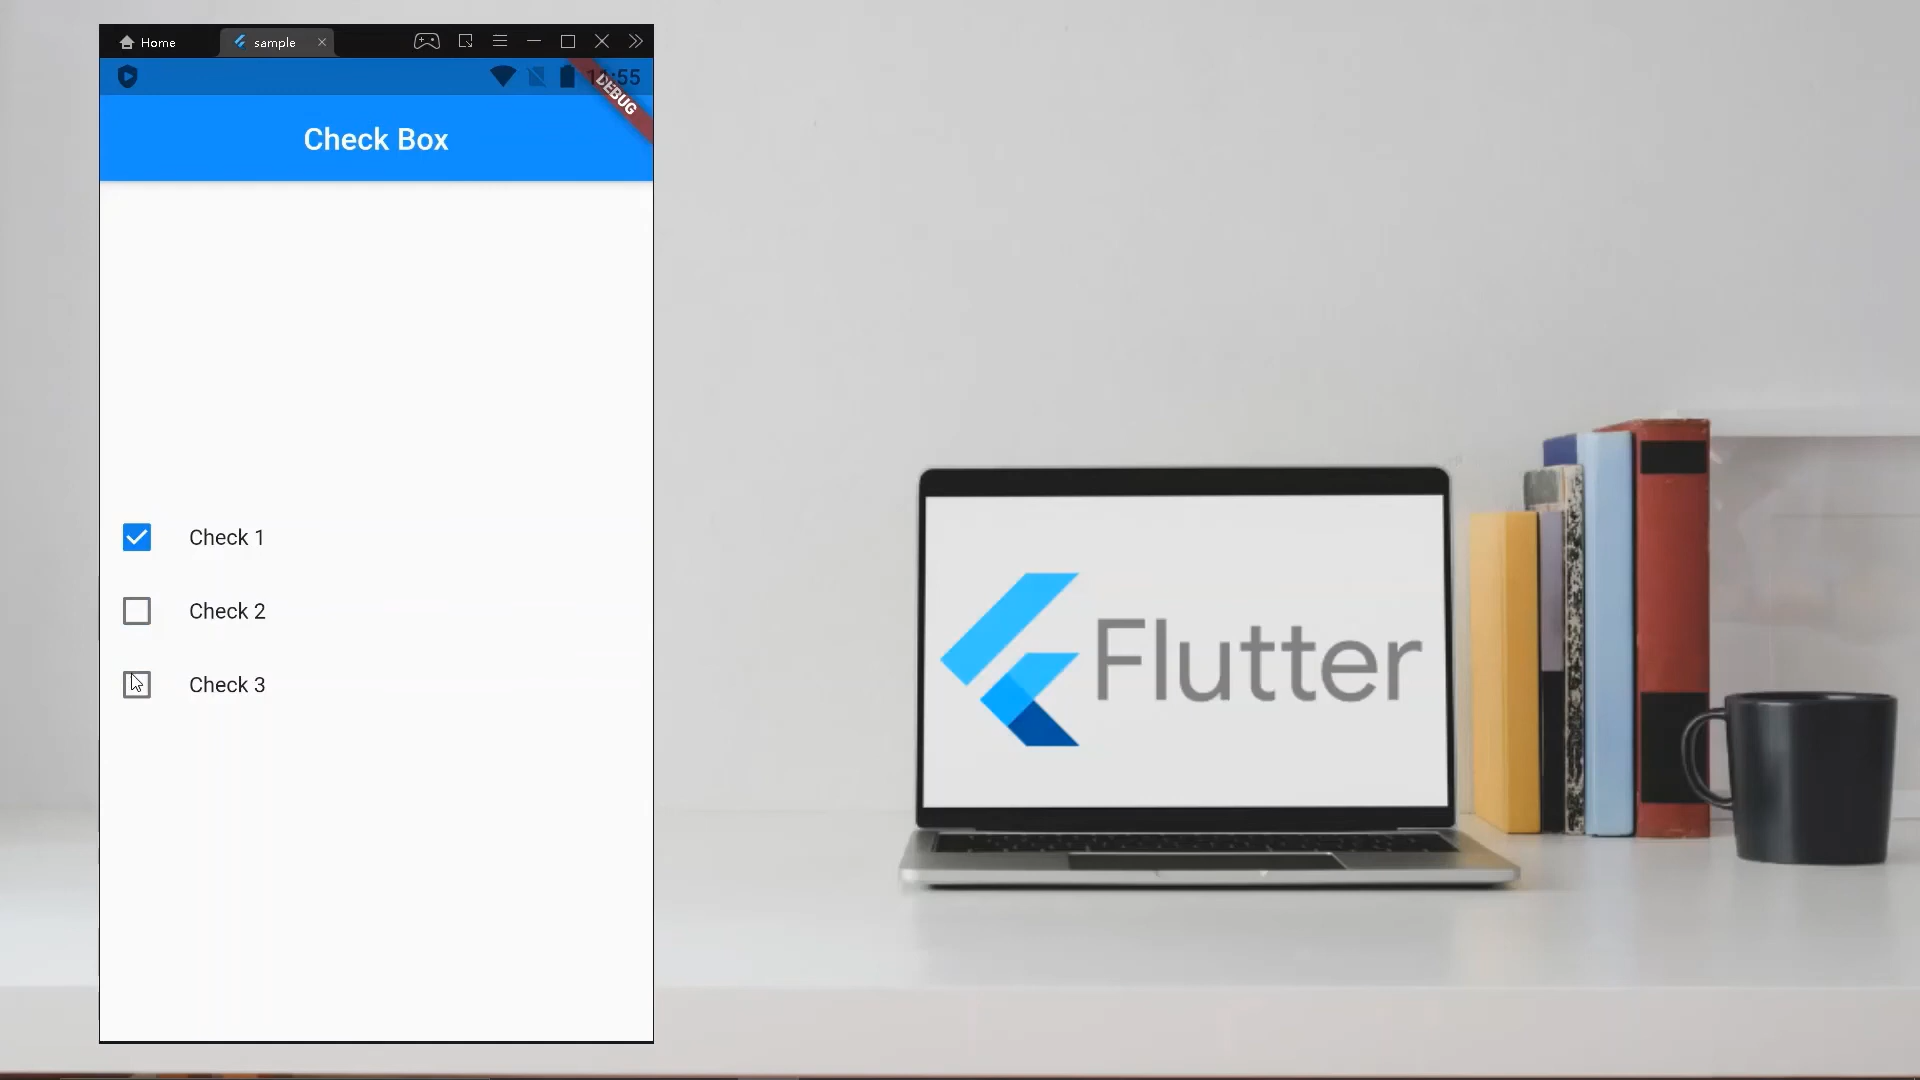 Home
sample
DEBUG
Check Box
Check 1
Check 2
Check 3
Flutter